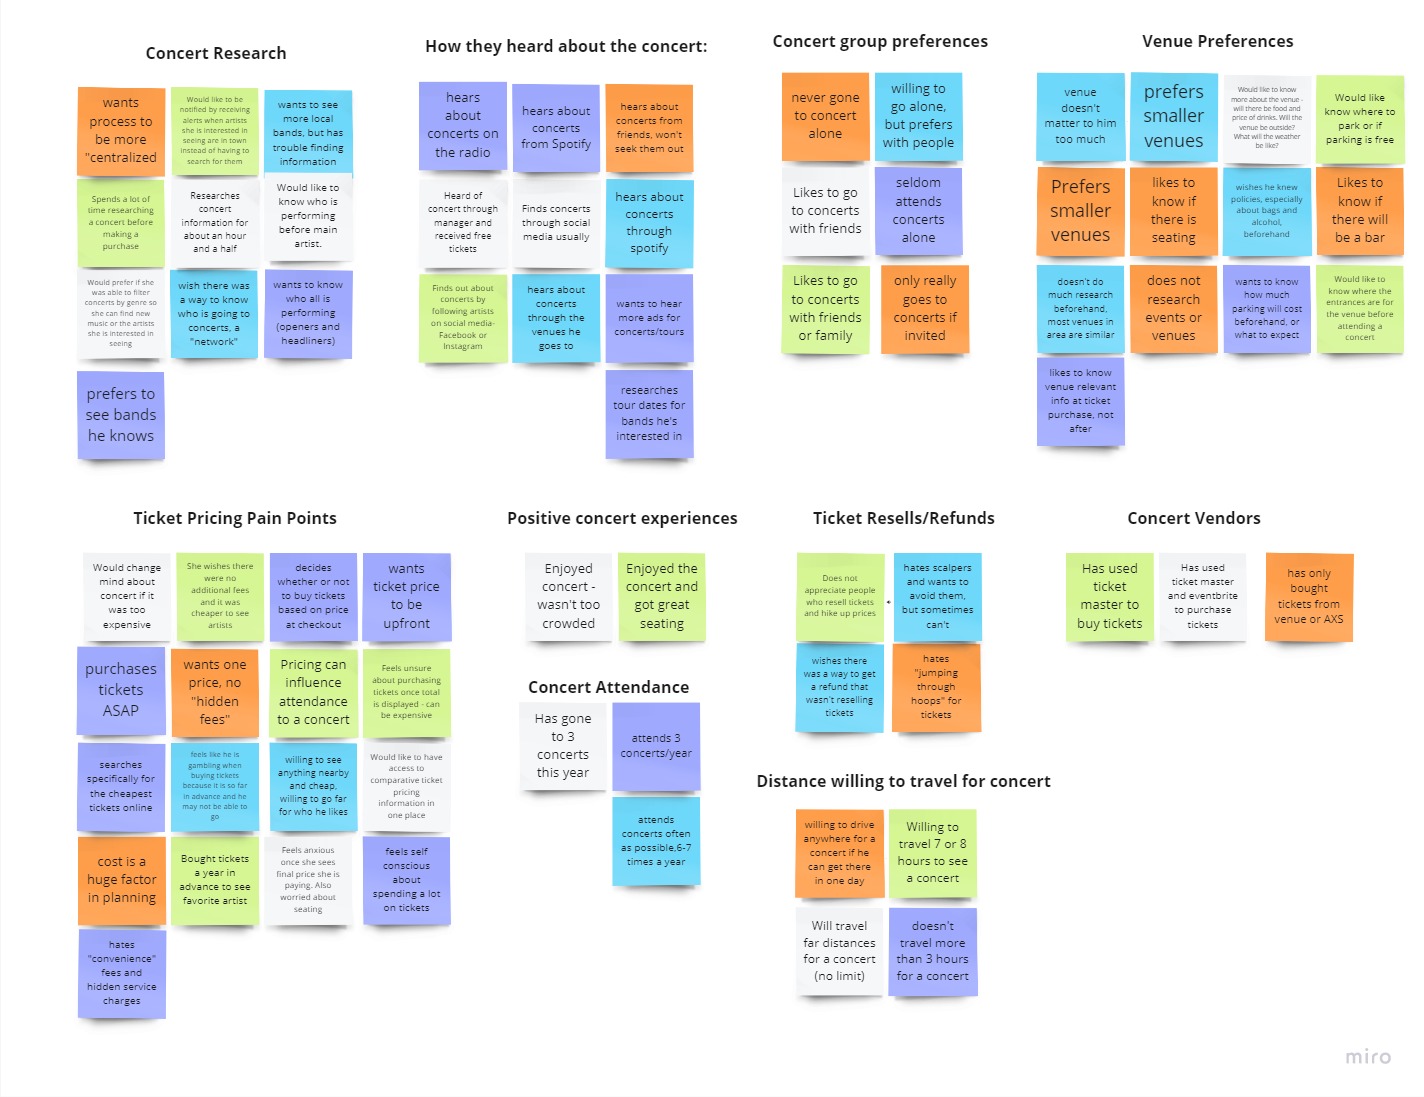 Concert Research
wants
process to
be more
"centralized
Would like to be
notified by receiving
alerts when artists
she is interested in
seeing are in town
instead of having to
search for them
wants to see
more local
bands, but has
trouble finding
information
Spends a lot of
time researching
a concert before
making a
purchase
Researches
concert
information for
about an hour
and a half
Would like to
know who is
performing
before main
artist.
Would prefer if she
was able to filter
concerts by genre so
she can find new
music or the artists
she is interested in
seeing
wish there was
a way to know
who is going to
concerts, a
"network"
wants to know
who all is
performing
(openers and
headliners)
prefers to
see bands
he knows
How they heard about the concert:
hears
about
concerts on
the radio
hears about
concerts
from Spotify
hears about
concerts from
friends, won't
seek them out
Heard of
concert through
manager and
received free
tickets
Finds concerts
through social
media usually
hears about
concerts
through
spotify
Finds out about
concerts by
following artists
on social media-
Facebook or
Instagram
hears about
concerts
through the
venues he
goes to
wants to hear
more ads for
concerts/tours
researches
tour dates for
bands he's
interested in
Concert group preferences
never gone
to concert
alone
willing to
go alone,
but prefers
with people
Likes to go
to concerts
with friends
seldom
attends
concerts
alone
Likes to go
to concerts
with friends
or family
only really
goes to
concerts if
invited
Venue Preferences
venue
doesn't
matter to him
too much
prefers
smaller
venues
Would like to know
more about the venue -
will there be food and
price of drinks. Will the
venue be outside?
What will the weather
be like?
Would like
know where to
park or if
parking is free
Prefers
smaller
venues
likes to
know if
there is
seating
wishes he knew
policies, especially
about bags and
alcohol,
beforehand
Likes to
know if
there will
be a bar
doesn't do
much research
beforehand,
most venues in
area are similar
does not
research
events or
venues
wants to know
how much
parking will cost
beforehand, or
what to expect
Would like to
know where the
entrances are for
the venue before
attending a
concert
likes to know
venue relevant
info at ticket
purchase, not
after
Ticket Pricing Pain Points
Would change
mind about
concert if it
was too
expensive
She wishes there
were no
additional fees
and it was
cheaper to see
artists
decides
whether or not
to buy tickets
based on price
at checkout
wants
ticket price
to be
upfront
purchases
tickets
ASAP
wants one
price, no
"hidden
fees"
Pricing can
influence
attendance
to a concert
Feels unsure
about purchasing
tickets once total
is displayed - can
be expensive
searches
specifically for
the cheapest
tickets online
feels like he is
gambling when
buying tickets
because it is so far
in advance and he
may not be able to
go
willing to see
anything nearby
and cheap,
willing to go far
for who he likes
Would like to have
access to
comparative ticket
pricing
information in
one place
cost is a
huge factor
in planning
Bought tickets
a year in
advance to see
favorite artist
Feels anxious
once she sees
final price she is
paying. Also
worried about
seating
feels self
conscious
about
spending a lot
on tickets
hates
"convenience"
fees and
hidden service
charges
Positive concert experiences
Enjoyed
concert -
wasn't too
crowded
Enjoyed the
concert and
got great
seating
Concert Attendance
Has gone
to 3
concerts
this year
attends 3
concerts/year
attends
concerts often
as possible,6-7
times a year
Ticket Resells/Refunds
Does not
appreciate people
who resell tickets
and hike up prices
hates scalpers
and wants to
avoid them,
but sometimes
can't
wishes there
was a way to get
a refund that
wasn't reselling
tickets
hates
"jumping
through
hoops" for
tickets
Distance willing to travel for concert
willing to drive
anywhere for a
concert if he
can get there
in one day
Willing to
travel 7 or 8
hours to see
a concert
Will travel
far distances
for a concert
(no limit)
doesn't
travel more
than 3 hours
for a concert
Concert Vendors
Has used
ticket
master to
buy tickets
Has used
ticket master
and eventbrite
to purchase
tickets
has only
bought
tickets from
venue or AXS
miro